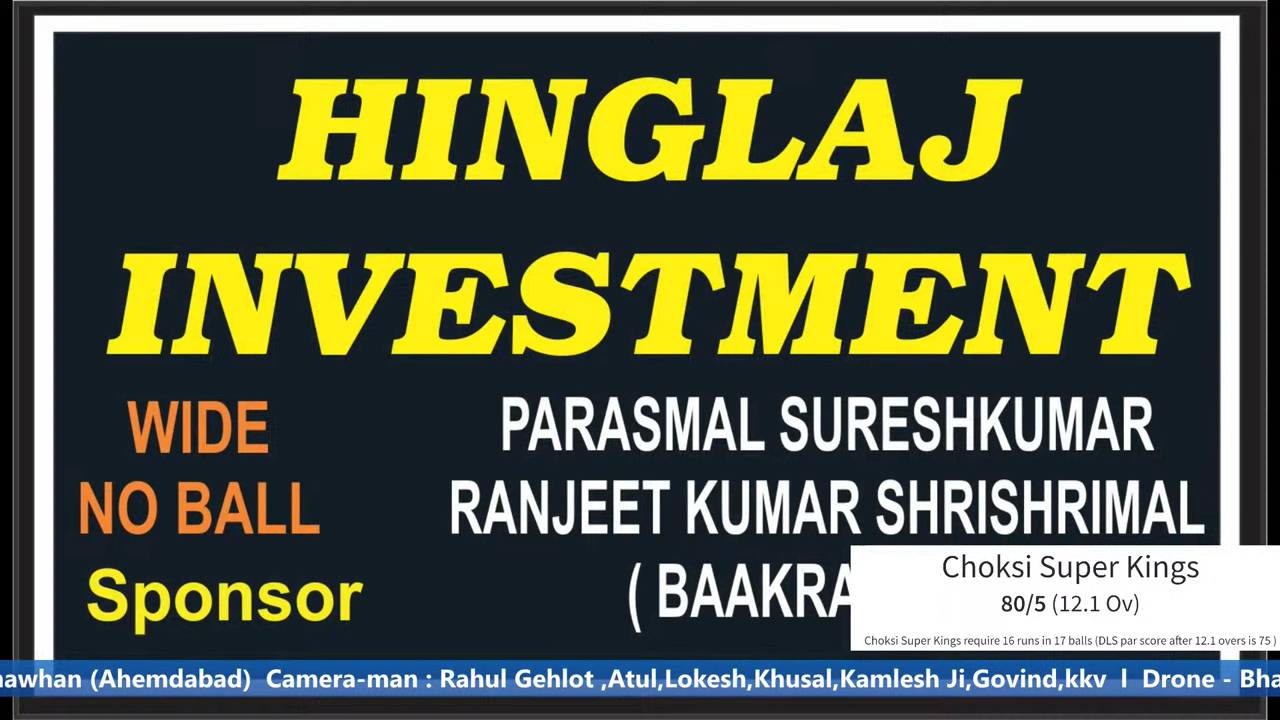 HINGLAJ
INVESTMENT
WIDE
NO BALL
Sponsor
PARASMAL SURESHKUMAR
RANJEET KUMAR SHRISHRIMAL
( BAAKRA
Choksi Super Kings
80/5 (12.1 Ov)
Choksi Super Kings require 16 runs in 17 balls (DLS par score after 12.1 overs is 75 )
(Ahemdabad) Camera-man : Rahul Gehlot ,Atul,Lokesh,Khusal,Kamlesh Ji,Govind,kkv l Drone -